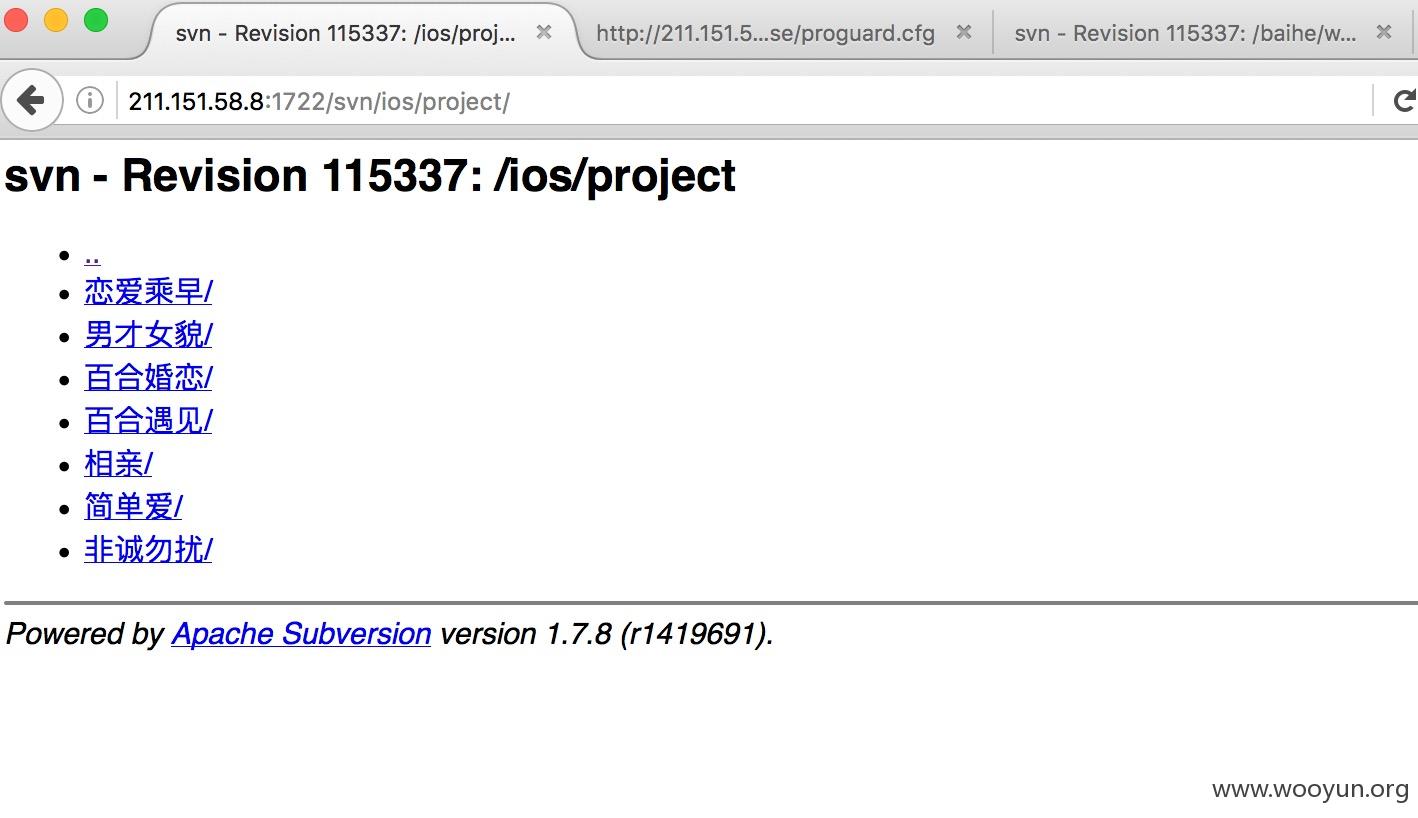 svn - Revision 115337: /ios/proj...
http://211.151.5...se/proguard.cfg
svn - Revision 115337: /baihe/w...
211.151.58.8:1722/svn/ios/project/
svn - Revision 115337: /ios/project
..
恋爱乘早/
男才女貌/
百合婚恋/
百合遇见/
相亲/
简单爱/
非诚勿扰/
Powered by Apache Subversion version 1.7.8 (r1419691).
www.wooyun.org